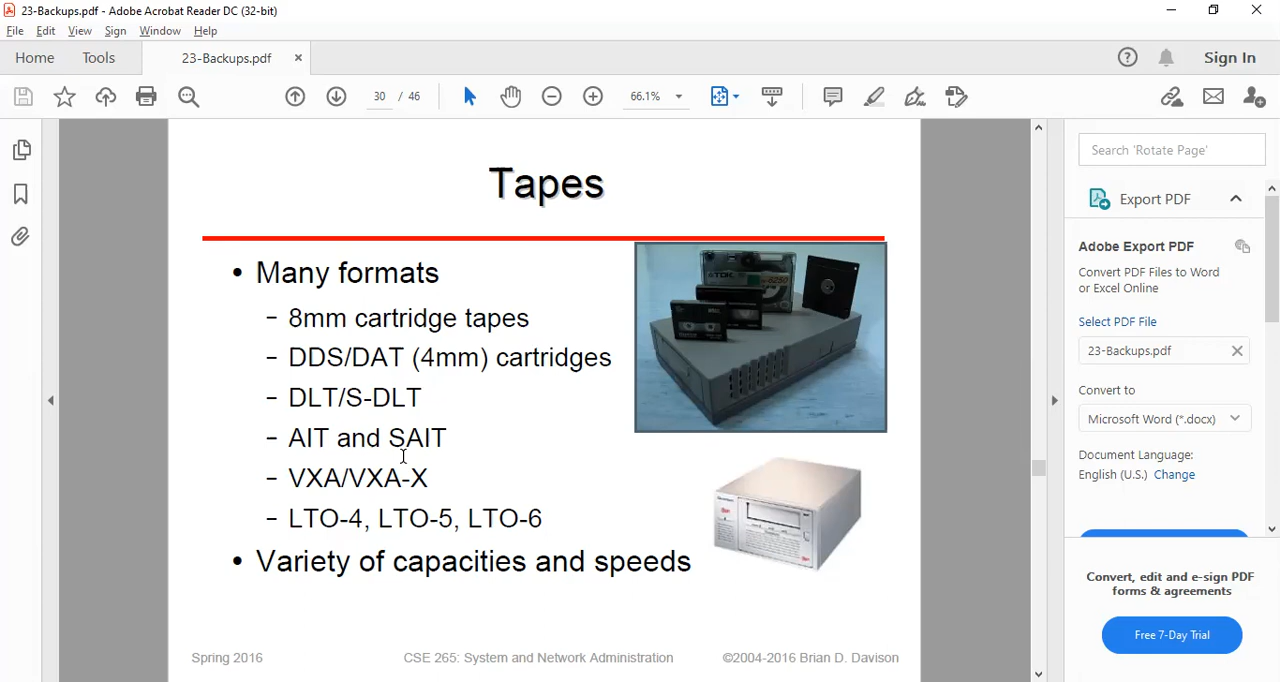 23-Backups.pdf - Adobe Acrobat Reader DC (32-bit)
File Edit View Sign Window Help
Home Tools 23-Backups.pdf × Sign In
30 / 46 66.1%
Search 'Rotate Page'
Export PDF
Adobe Export PDF
Convert PDF Files to Word
or Excel Online
Select PDF File
23-Backups.pdf
Convert to
Microsoft Word (*.docx)
Document Language:
English (U.S.) Change
Convert, edit and e-sign PDF
forms & agreements
Free 7-Day Trial
Tapes
• Many formats
- 8mm cartridge tapes
- DDS/DAT (4mm) cartridges
- DLT/S-DLT
- AIT and SAIT
- VXA/VXA-X
- LTO-4, LTO-5, LTO-6
• Variety of capacities and speeds
TDK
Spring 2016 CSE 265: System and Network Administration ©2004-2016 Brian D. Davison